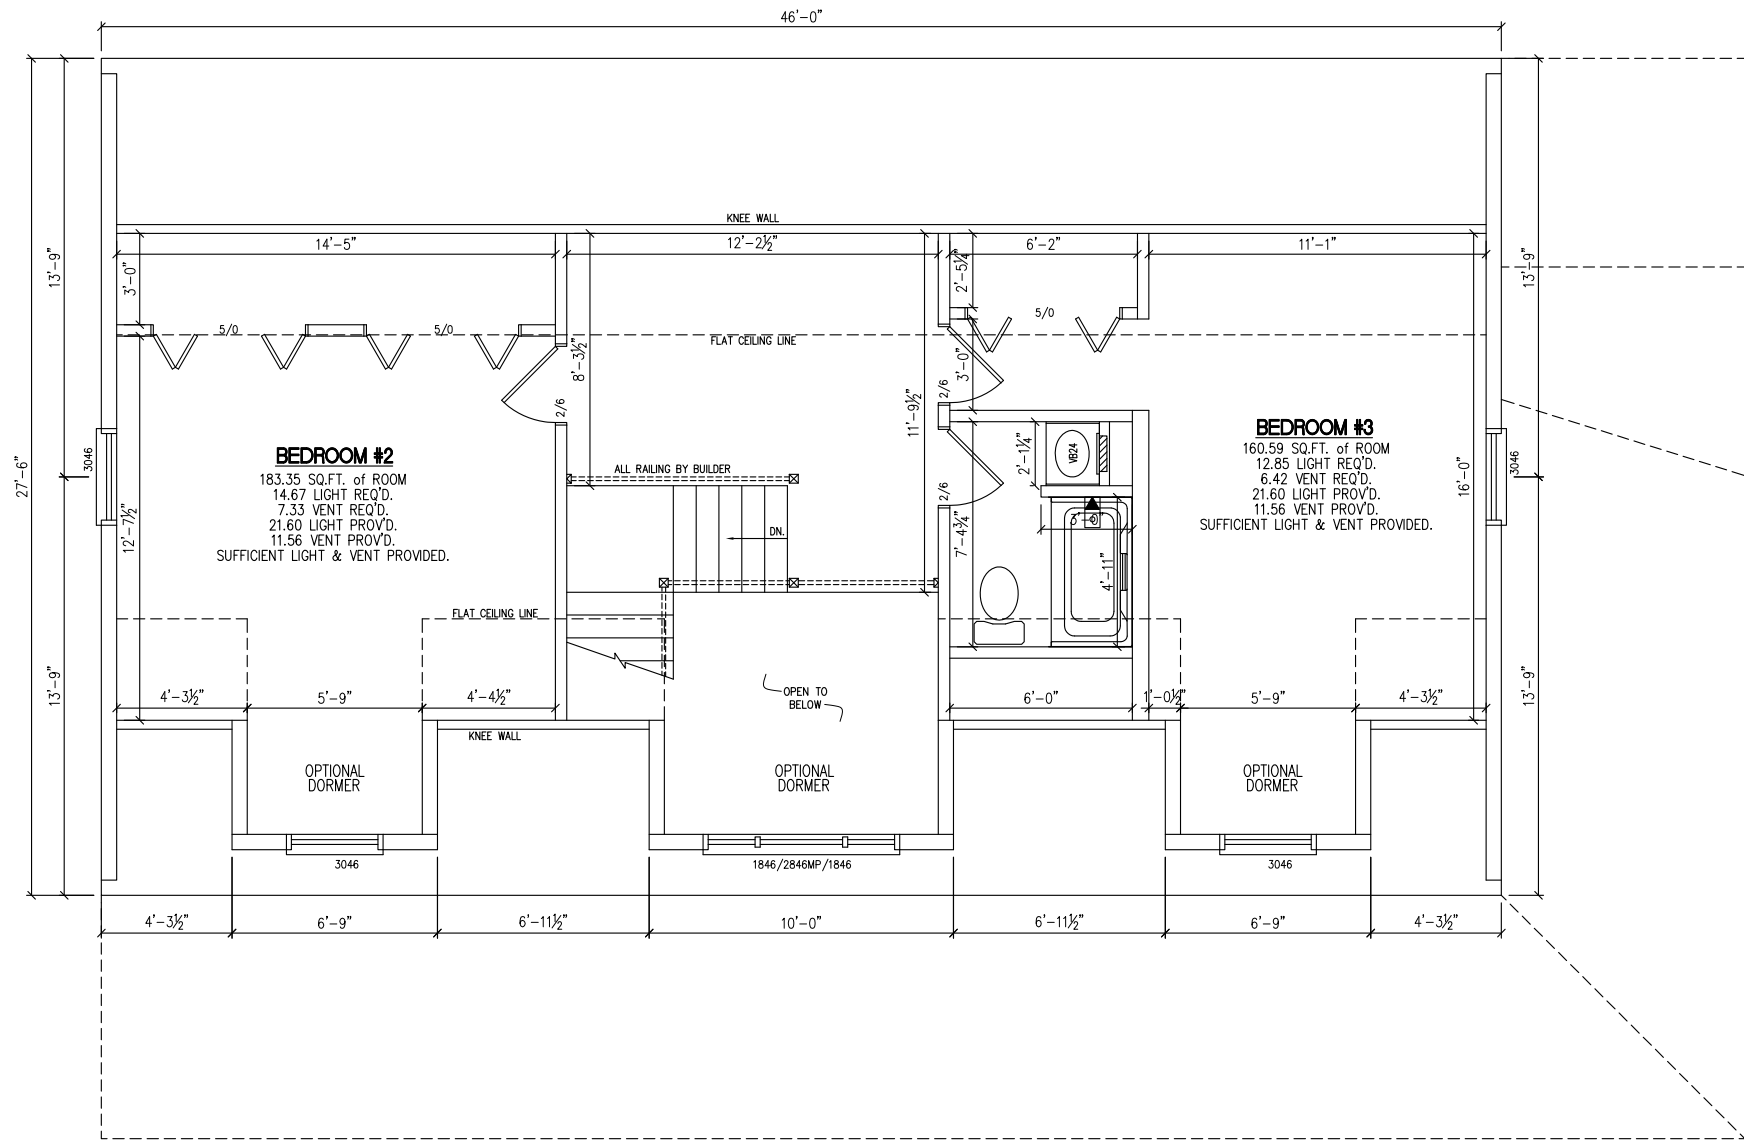 46'-0"
KNEE WALL
14'-5"
12'-2½"
6'-2"
11'-1"
13'-9"
3'-0"
2'-5¼"
13'-9"
5/0
5/0
5/0
FLAT CEILING LINE
8'-3½"
3'-0"
2/6
2/6
11'-9½"
BEDROOM #2
183.35 SQ.FT. of ROOM
14.67 LIGHT REQ'D.
7.33 VENT REQ'D.
21.60 LIGHT PROV'D.
11.56 VENT PROV'D.
SUFFICIENT LIGHT & VENT PROVIDED.
BEDROOM #3
160.59 SQ.FT. of ROOM
12.85 LIGHT REQ'D.
6.42 VENT REQ'D.
21.60 LIGHT PROV'D.
11.56 VENT PROV'D.
SUFFICIENT LIGHT & VENT PROVIDED.
3046
3046
27'-6"
12'-7½"
ALL RAILING BY BUILDER
2'-1¼"
VB24
16'-0"
2/6
DN.
7'-4¾"
4'-11"
FLAT CEILING LINE
13'-9"
13'-9"
4'-3½"
5'-9"
4'-4½"
OPEN TO
BELOW
6'-0"
1'-0½"
5'-9"
4'-3½"
KNEE WALL
OPTIONAL
DORMER
OPTIONAL
DORMER
OPTIONAL
DORMER
3046
1846/2846MP/1846
3046
4'-3½"
6'-9"
6'-11½"
10'-0"
6'-11½"
6'-9"
4'-3½"